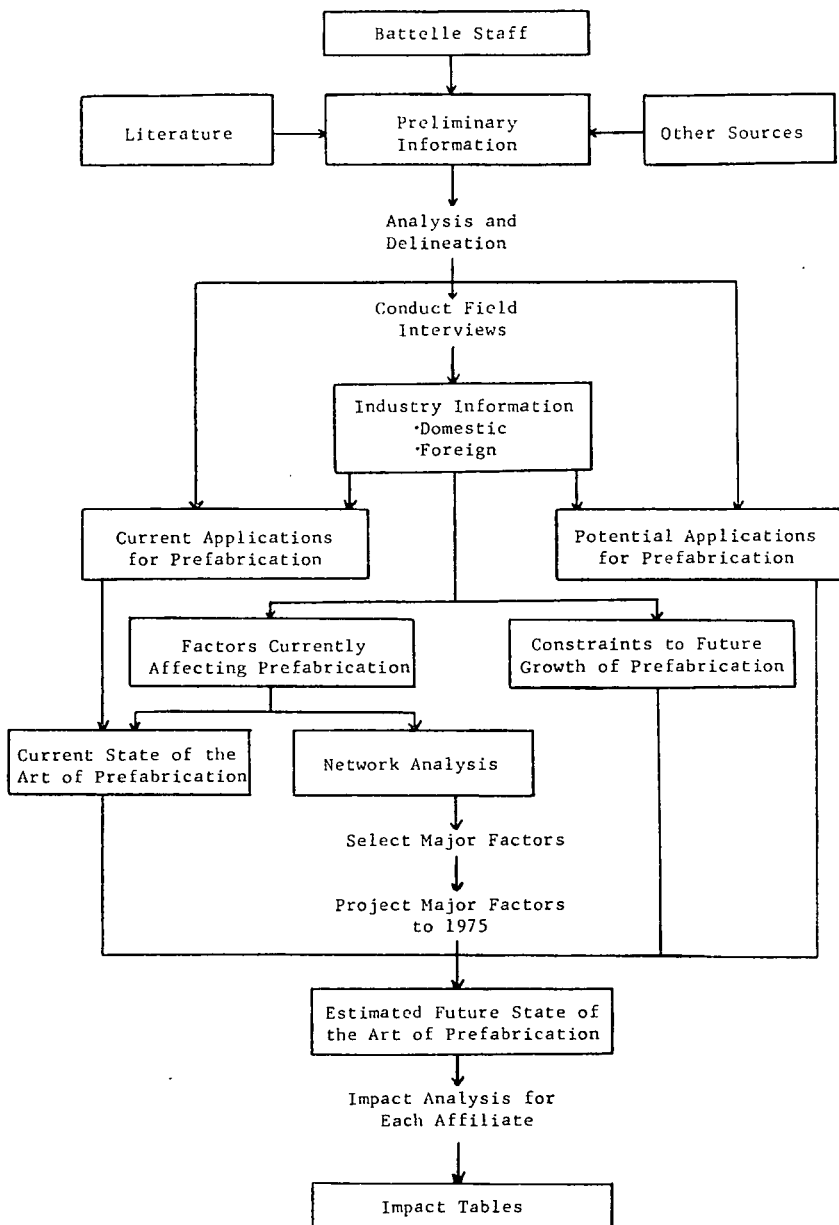 Battelle Staff
Literature
Preliminary
Information
Other Sources
Analysis and
Delineation
Conduct Field
Interviews
Industry Information
·Domestic
·Foreign
Current Applications
for Prefabrication
Potential Applications
for Prefabrication
Factors Currently
Affecting Prefabrication
Constraints to Future
Growth of Prefabrication
Current State of the
Art of Prefabrication
Network Analysis
Select Major Factors
Project Major Factors
to 1975
Estimated Future State of
the Art of Prefabrication
Impact Analysis for
Each Affiliate
Impact Tables